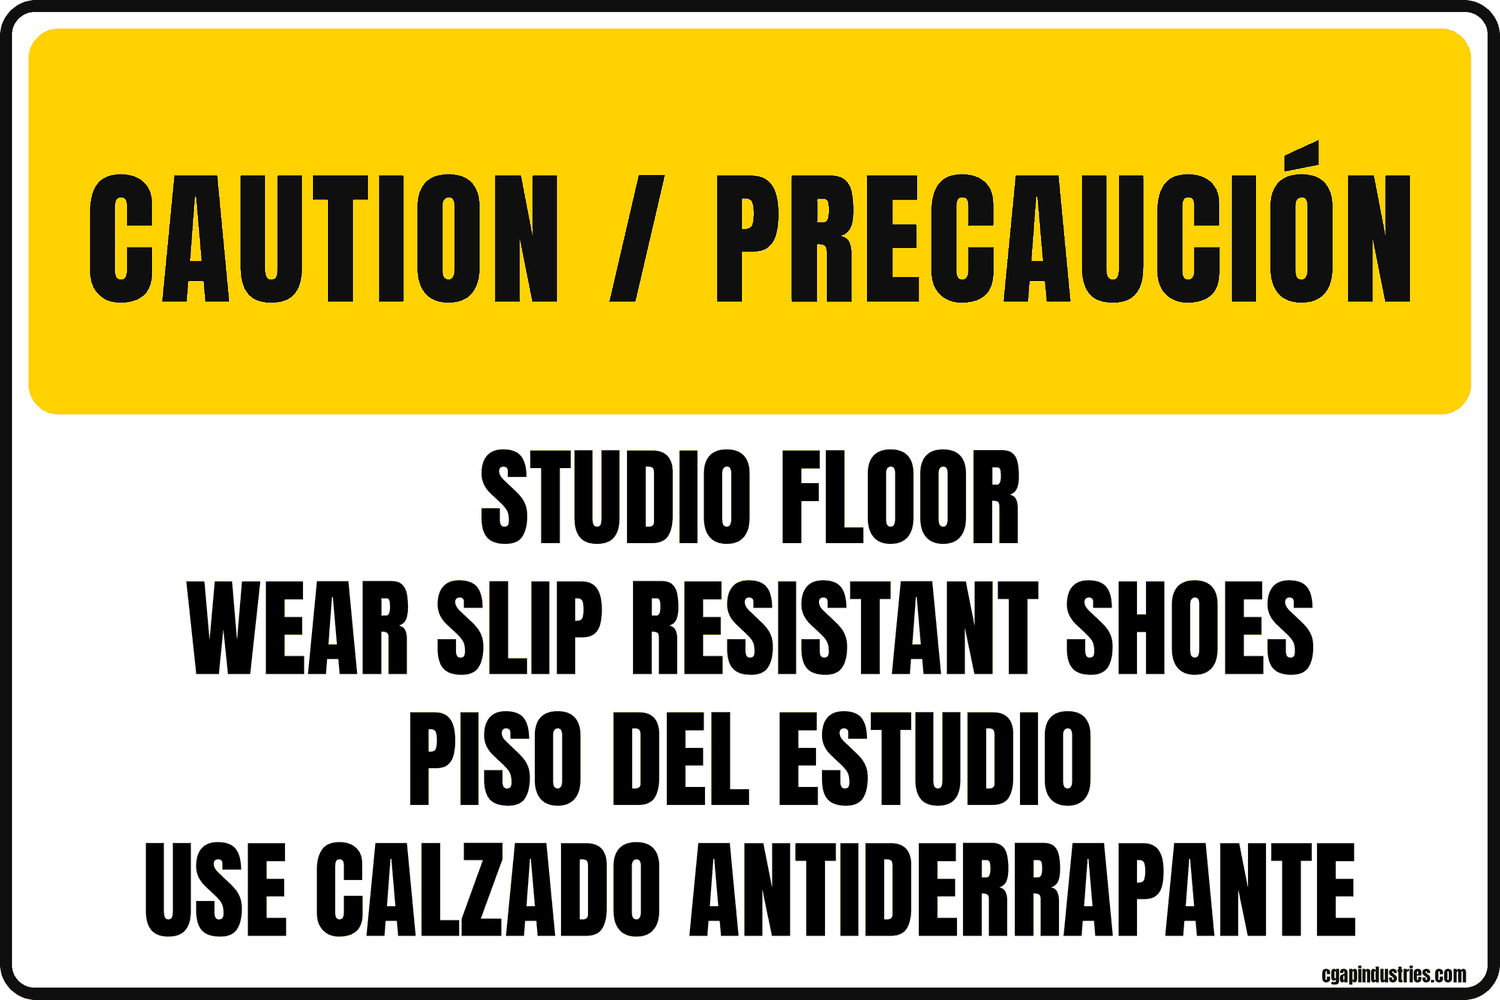 CAUTION / PRECAUCIÓN
STUDIO FLOOR
WEAR SLIP RESISTANT SHOES
PISO DEL ESTUDIO
USE CALZADO ANTIDERRAPANTE
cgapindustries.com